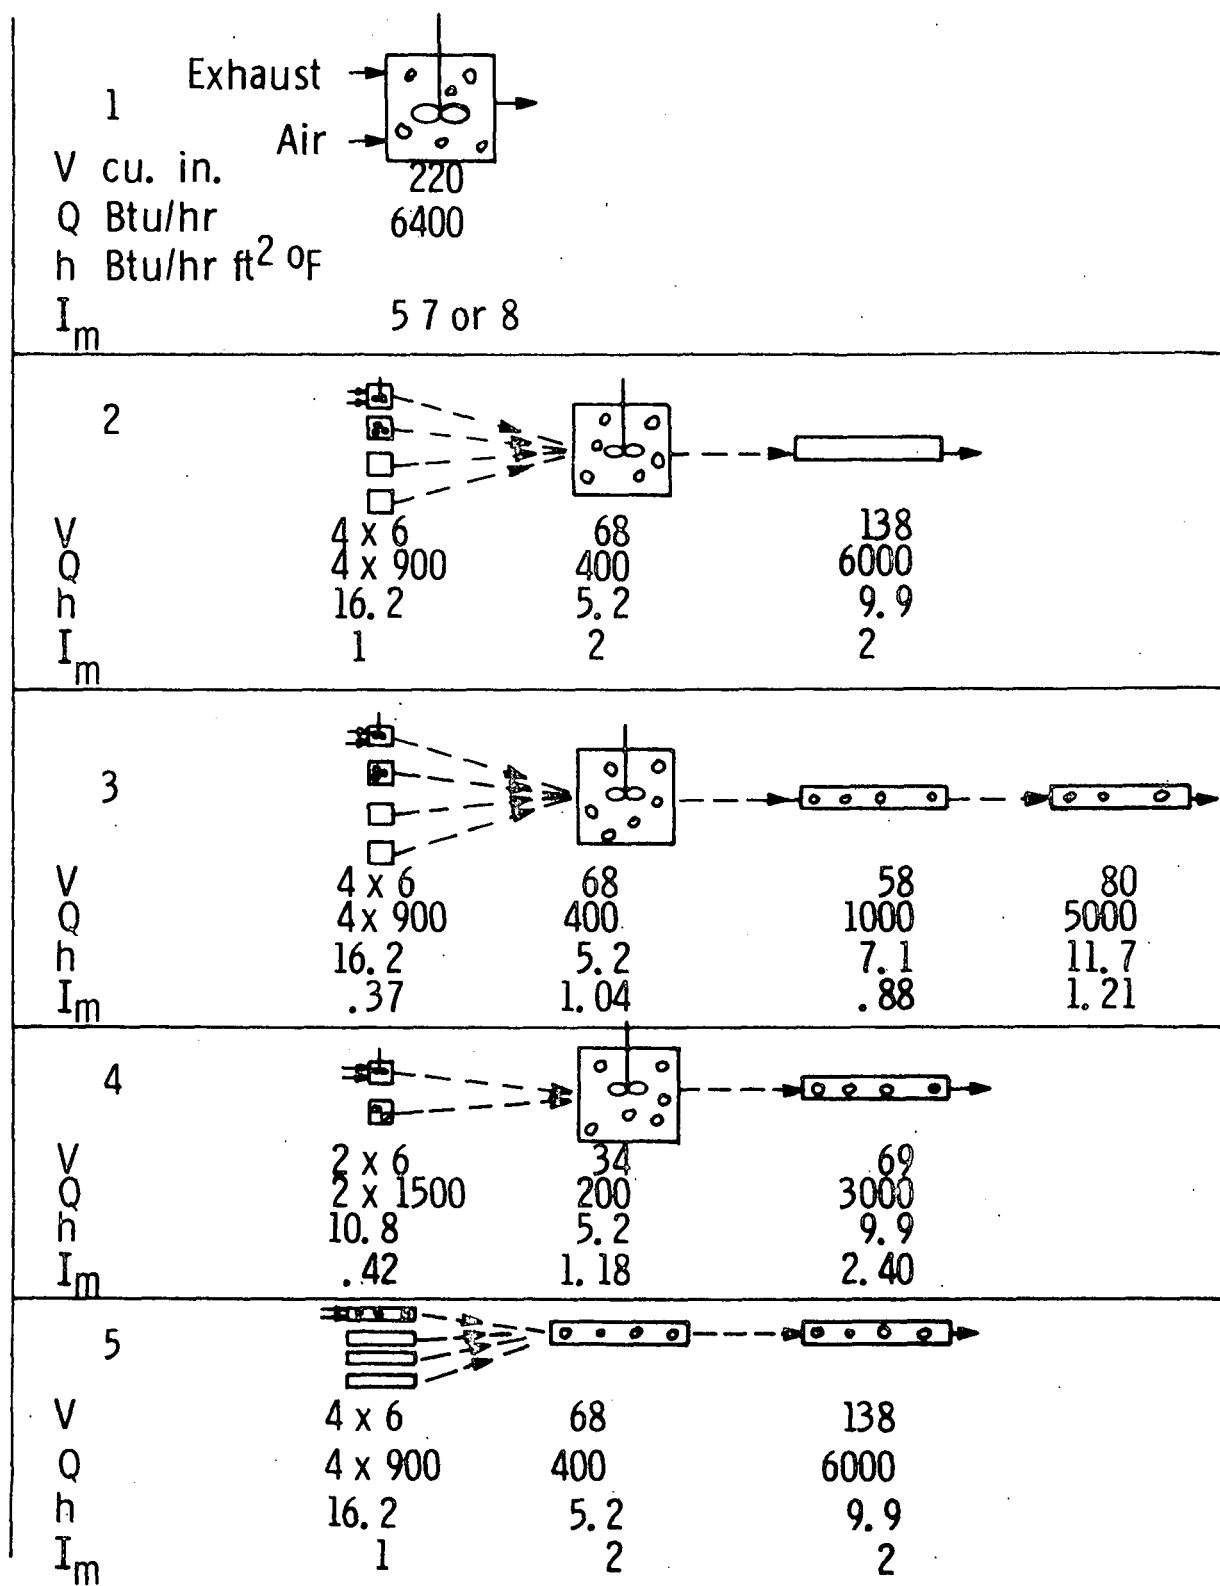 Exhaust
1
Air
V cu. in. 220
Q Btu/hr 6400
h Btu/hr ft² °F
Im 5 7 or 8
2
V 4 x 6 68 138
Q 4 x 900 400 6000
h 16.2 5.2 9.9
Im 1 2 2
3
V 4 x 6 68 58 80
Q 4 x 900 400 1000 5000
h 16.2 5.2 7.1 11.7
Im .37 1.04 .88 1.21
4
V 2 x 6 34 69
Q 2 x 1500 200 3000
h 10.8 5.2 9.9
Im .42 1.18 2.40
5
V 4 x 6 68 138
Q 4 x 900 400 6000
h 16.2 5.2 9.9
Im 1 2 2